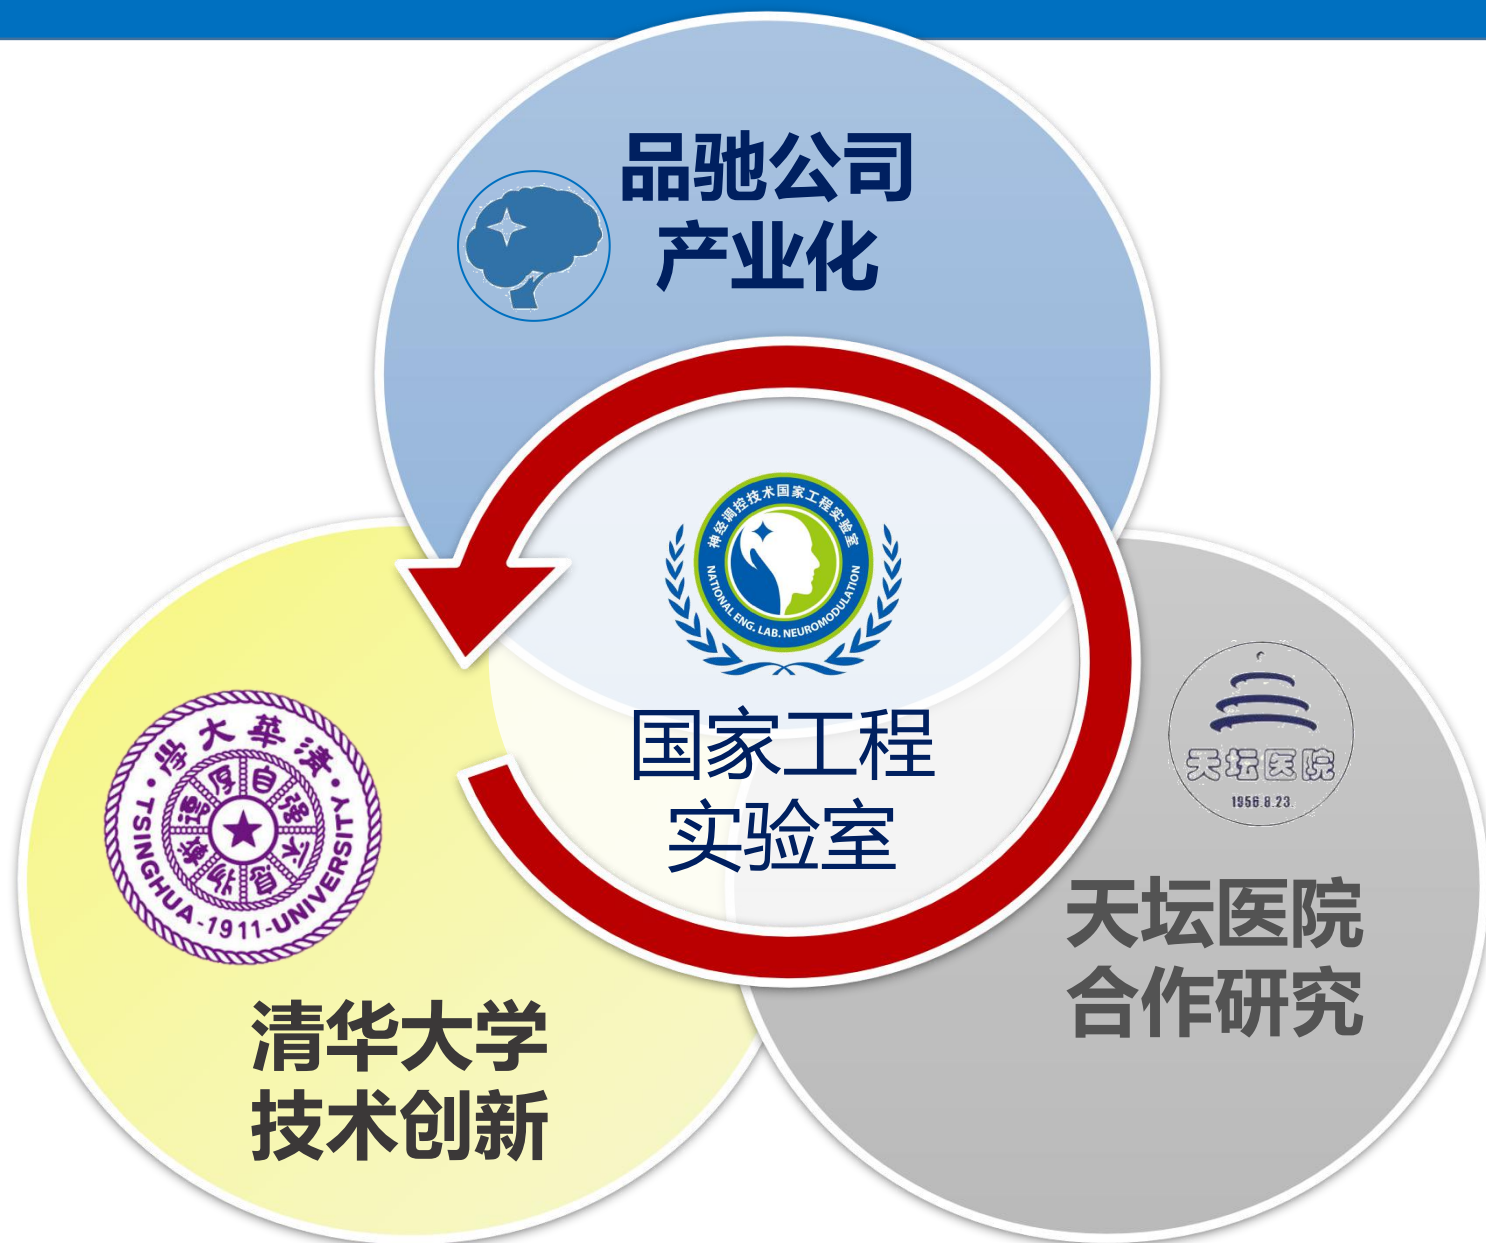 品驰公司
产业化
神经调控技术国家工程实验室
NATIONAL ENG. LAB. NEUROMODULATION
国家工程
实验室
清華大學
自强不息
厚德載物
TSINGHUA -1911- UNIVERSITY
清华大学
技术创新
天坛医院
1956.8.23
天坛医院
合作研究